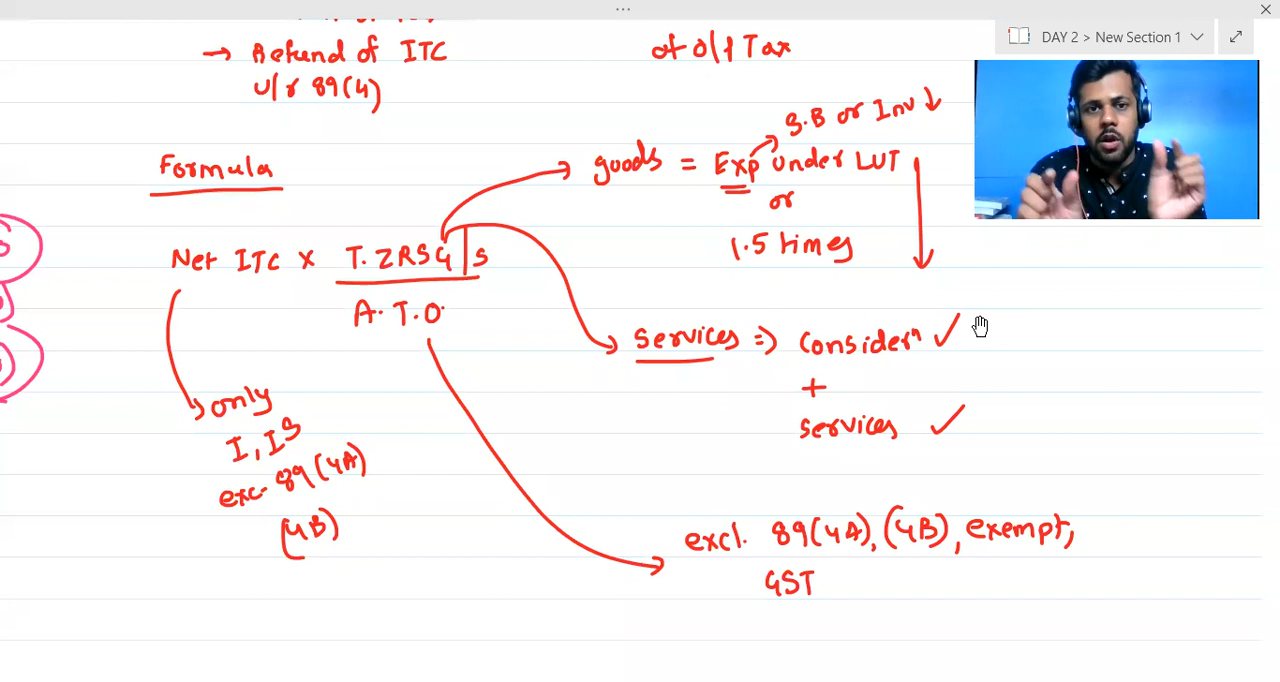 DAY 2 > New Section 1
→ Refund of ITC
u/r 89(4)
of O/P Tax
Formula
Net ITC x T. ZRSG/S
A. T. O.
→ only
I, IS
exc. 89(4A)
(4B)
goods = Exp under LUT
S.B or Inv ↓
or
1.5 times
services => considerⁿ ✓
+
services ✓
excl. 89(4A), (4B), exempt,
GST